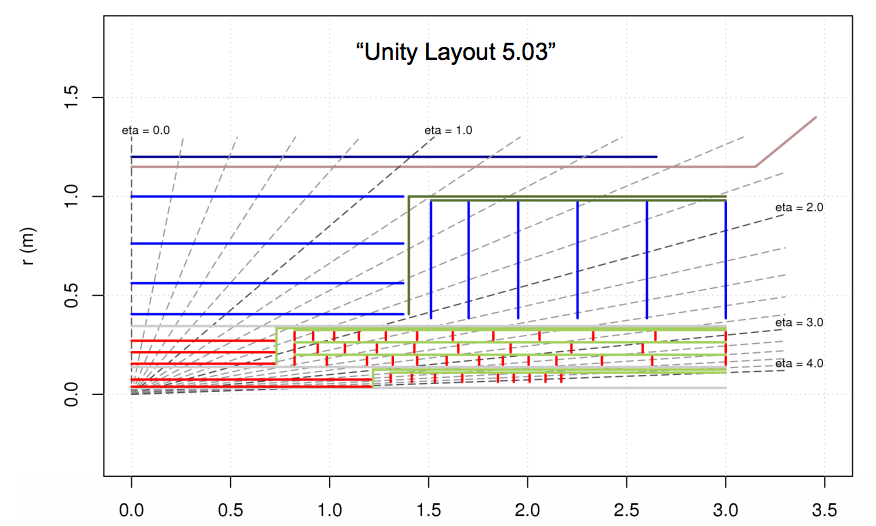 “Unity Layout 5.03”
1.5
eta = 0.0
eta = 1.0
1.0
eta = 2.0
r (m)
0.5
eta = 3.0
eta = 4.0
0.0
0.0 0.5 1.0 1.5 2.0 2.5 3.0 3.5